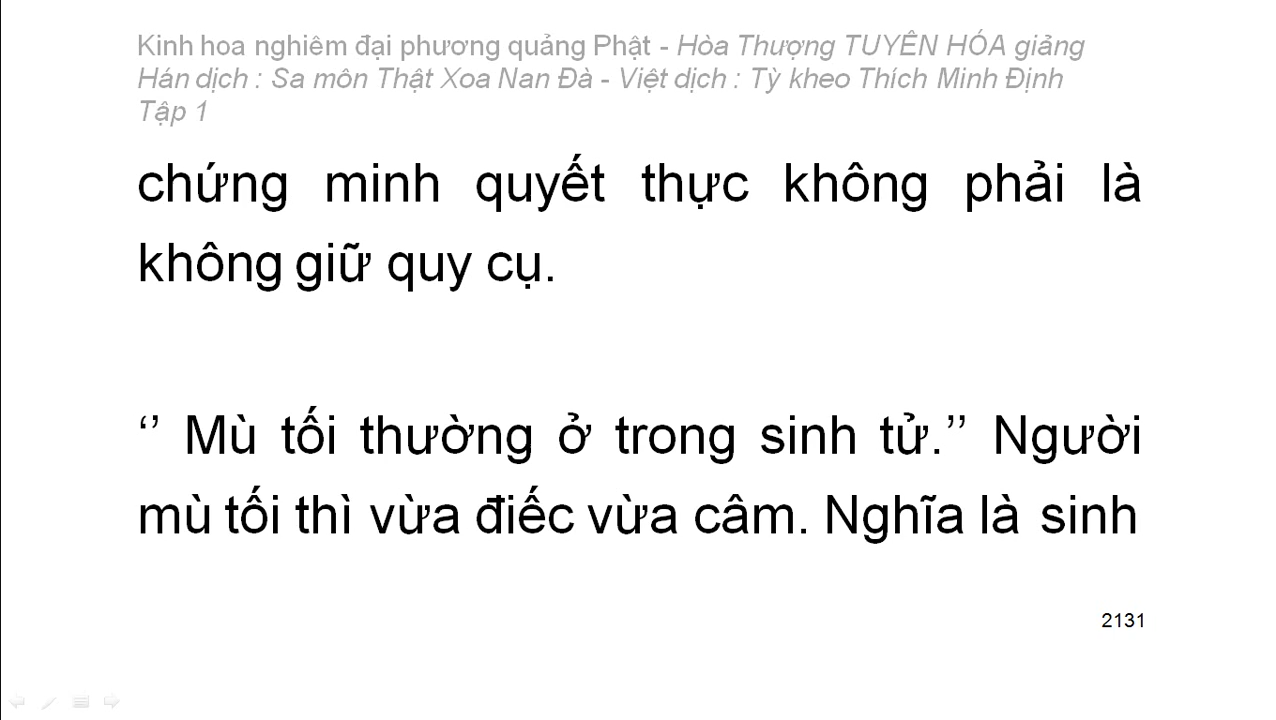 Kinh hoa nghiêm đại phương quảng Phật - Hòa Thượng TUYÊN HÓA giảng
Hán dịch : Sa môn Thật Xoa Nan Đà - Việt dịch : Tỳ kheo Thích Minh Định
Tập 1
chứng minh quyết thực không phải là
không giữ quy cụ.
‘’ Mù tối thường ở trong sinh tử.’’ Người
mù tối thì vừa điếc vừa câm. Nghĩa là sinh
2131